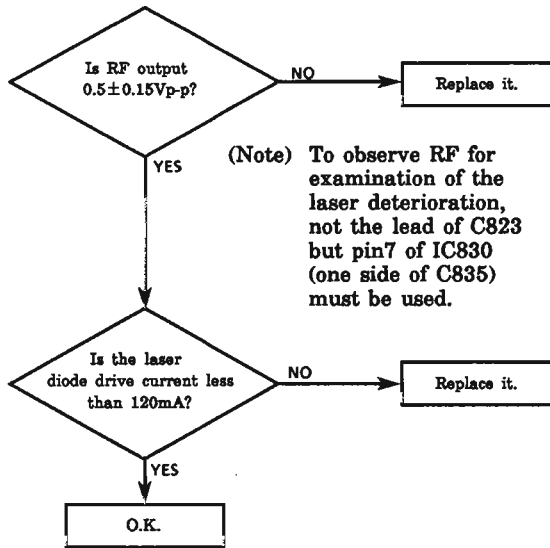 Is RF output
0.5±0.15Vp-p?
NO
Replace it.
YES
(Note) To observe RF for
examination of the
laser deterioration,
not the lead of C823
but pin7 of IC830
(one side of C835)
must be used.
Is the laser
diode drive current less
than 120mA?
NO
Replace it.
YES
O.K.